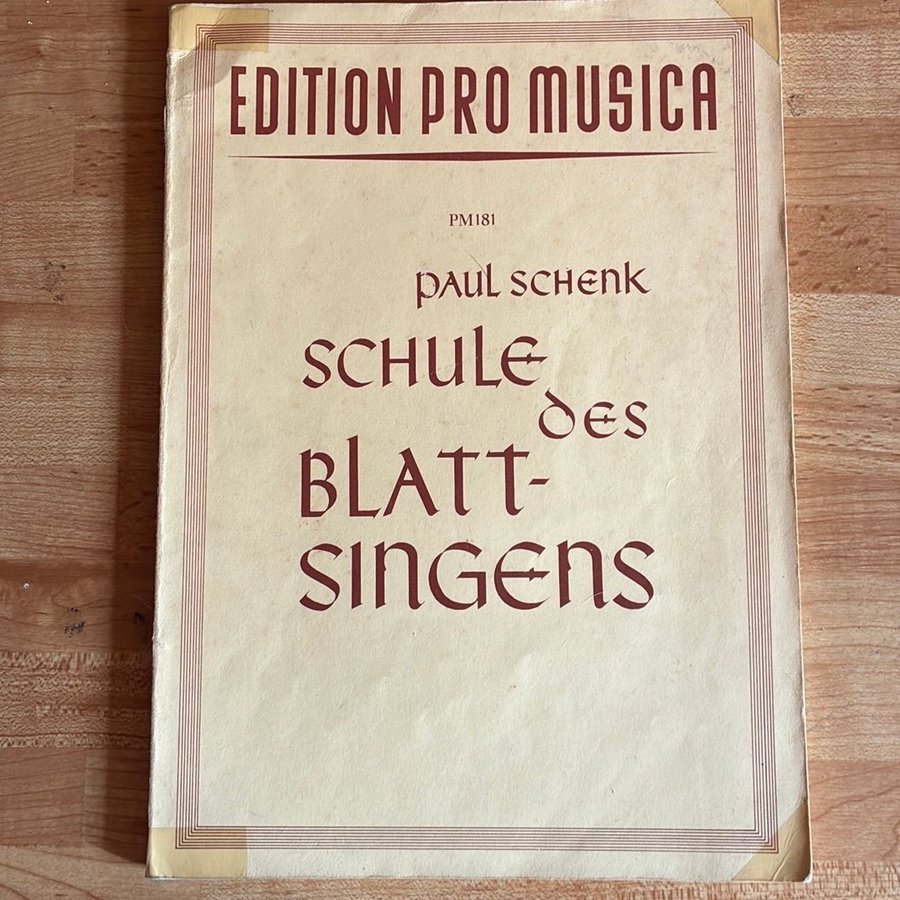 EDITION PRO MUSICA
PM181
PAUL SCHENK
SCHULE
DES
BLATT-
SINGENS